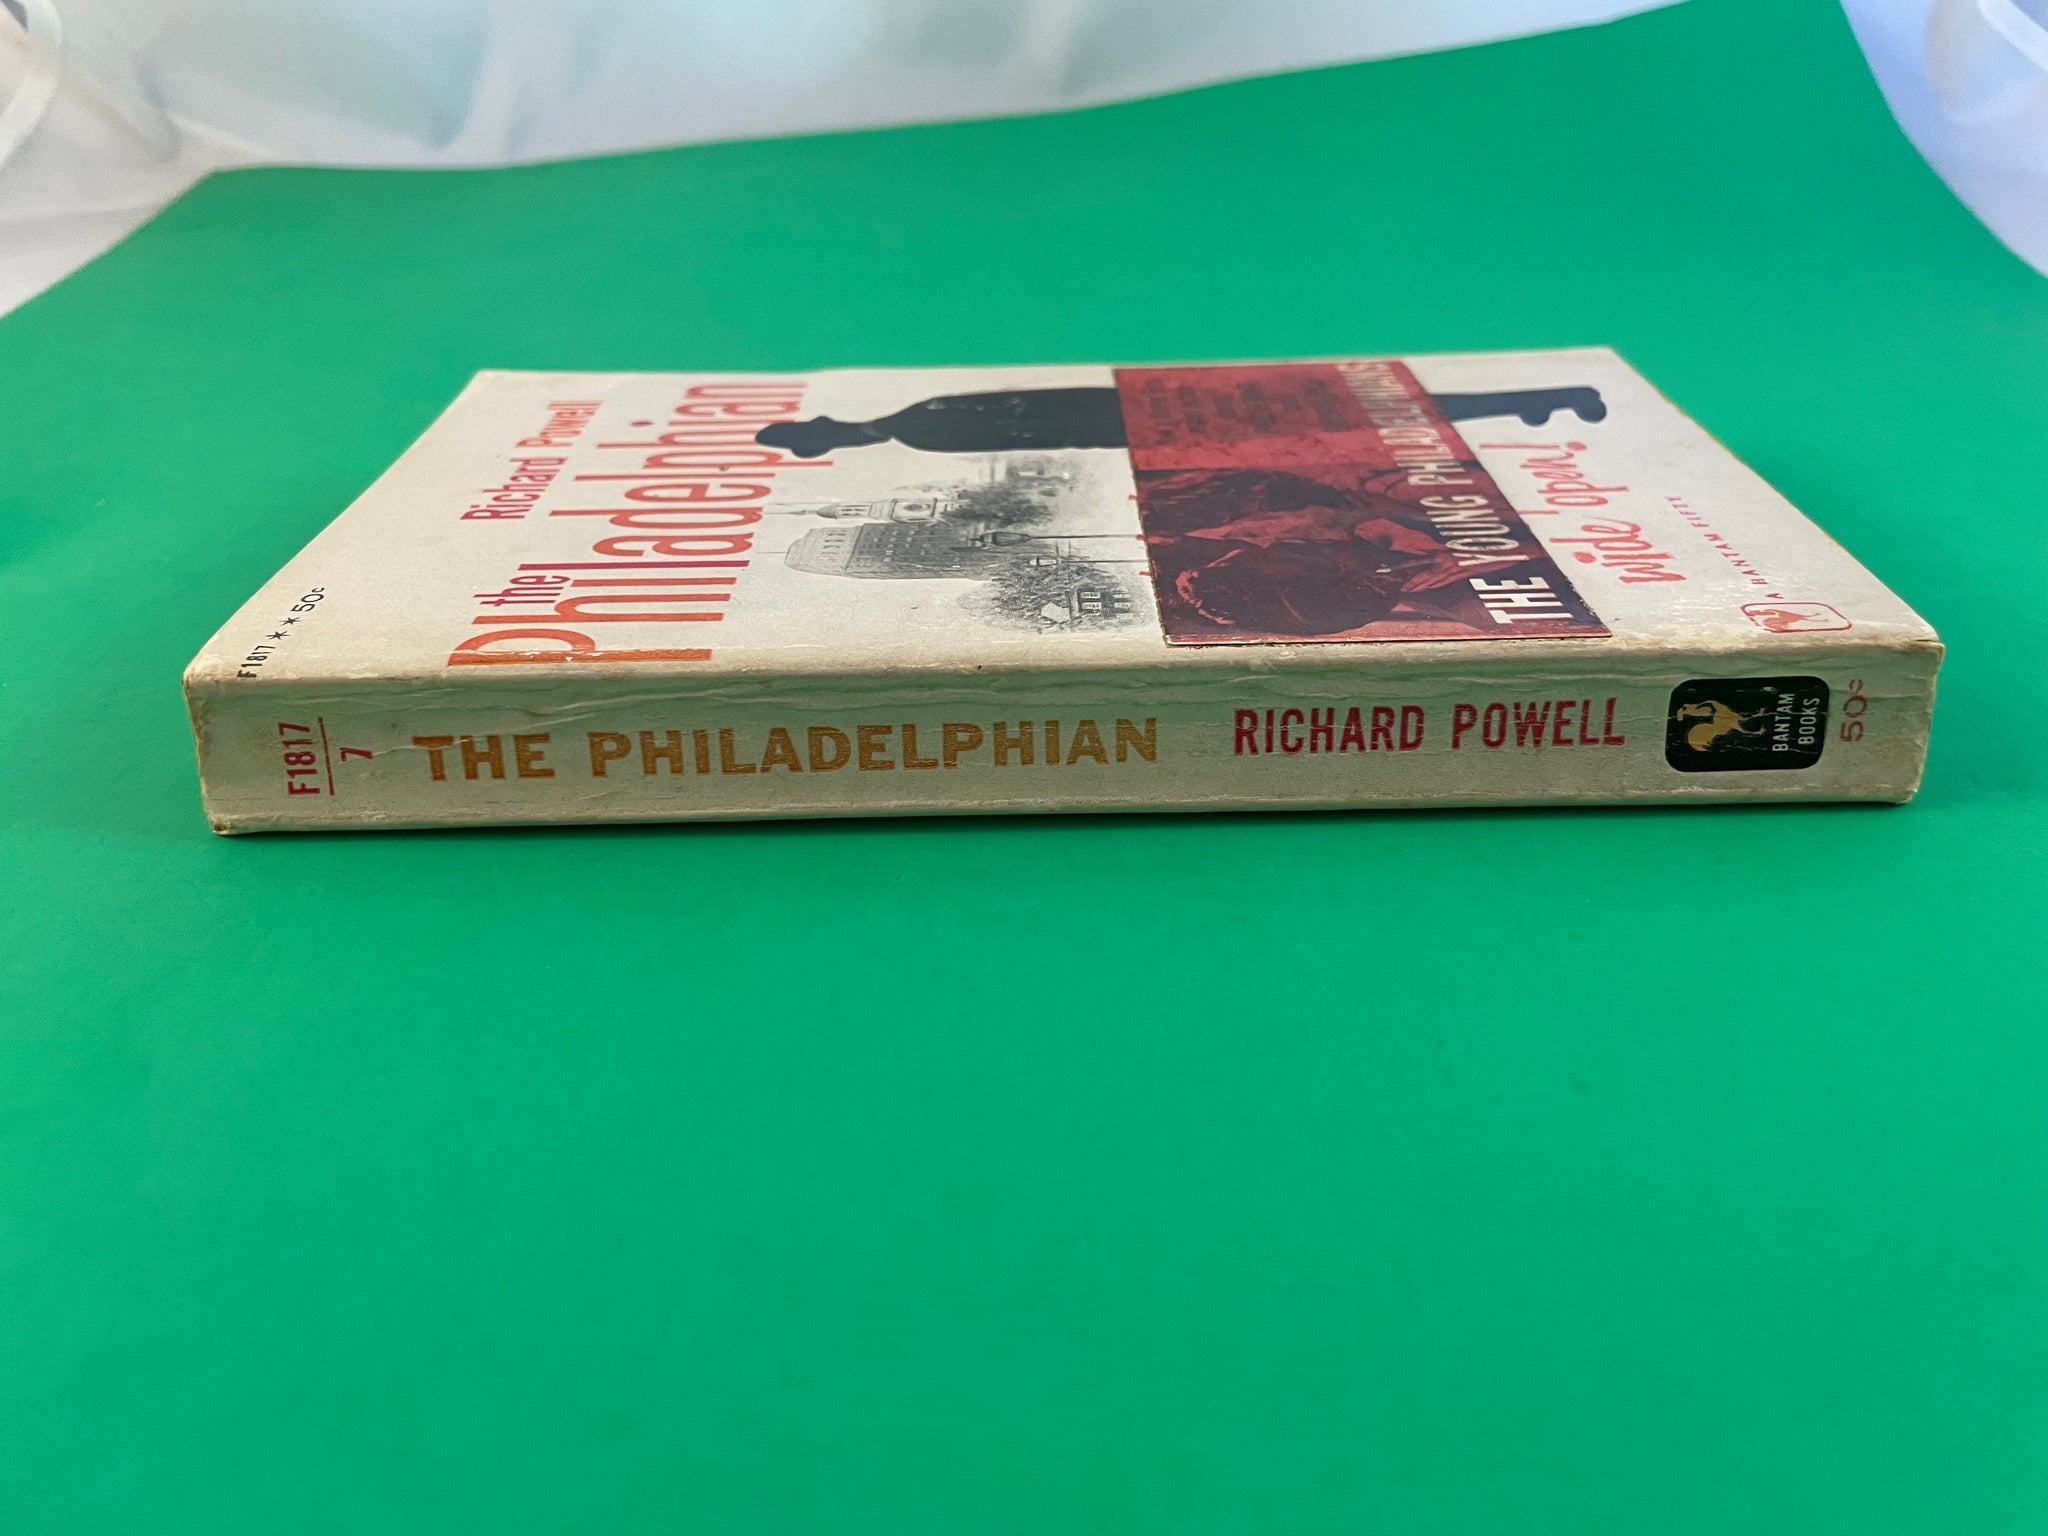 F1817 * * 50¢
Richard Powell
the
Philadelphian
THE YOUNG PHILADELPHIANS
wide open!
A BANTAM FIFTY
F1817
7
THE PHILADELPHIAN
RICHARD POWELL
BANTAM
BOOKS
50¢